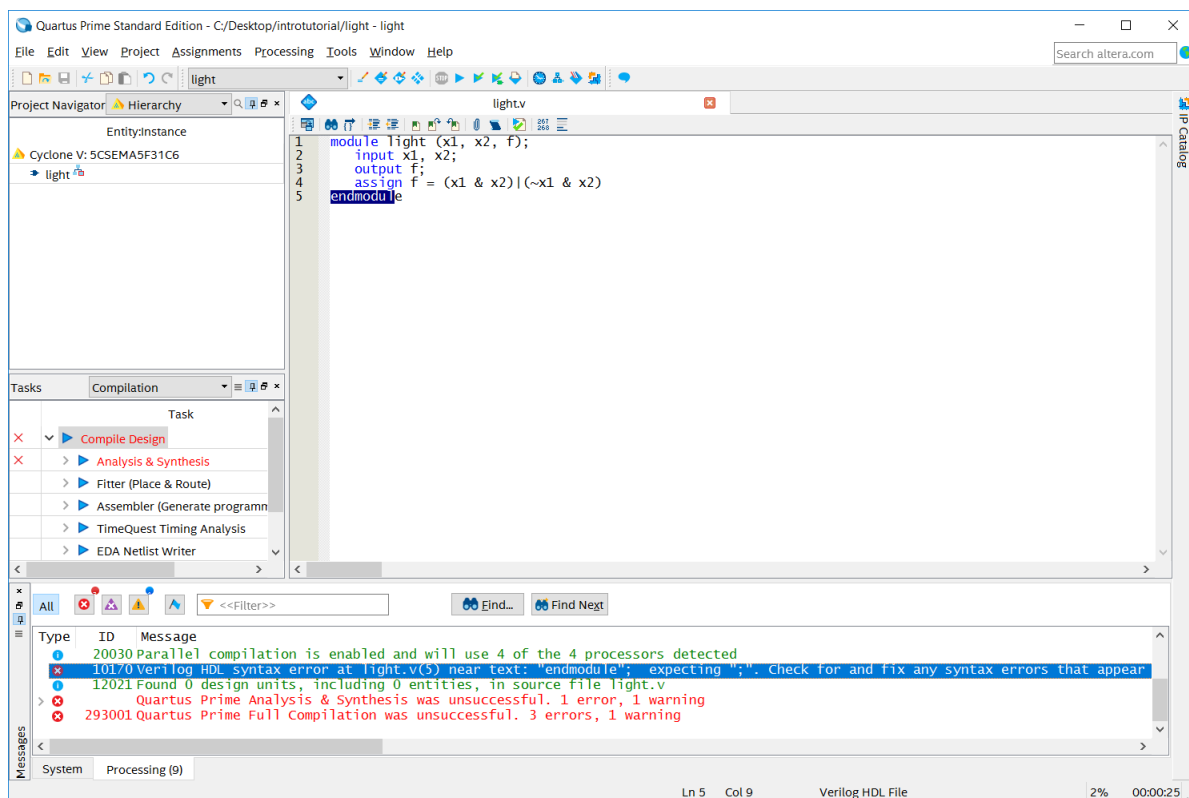 Quartus Prime Standard Edition - C:/Desktop/introtutorial/light - light
File Edit View Project Assignments Processing Tools Window Help
Search altera.com
light
Project Navigator Hierarchy
Entity:Instance
Cyclone V: 5CSEMA5F31C6
light
light.v
267
268
1 module light (x1, x2, f);
2 input x1, x2;
3 output f;
4 assign f = (x1 & x2)|(~x1 & x2)
5 endmodule
IP Catalog
Tasks Compilation
Task
Compile Design
Analysis & Synthesis
Fitter (Place & Route)
Assembler (Generate programm
TimeQuest Timing Analysis
EDA Netlist Writer
All <<Filter>> Find... Find Next
Type ID Message
20030 Parallel compilation is enabled and will use 4 of the 4 processors detected
10170 Verilog HDL syntax error at light.v(5) near text: "endmodule"; expecting ";". Check for and fix any syntax errors that appear
12021 Found 0 design units, including 0 entities, in source file light.v
Quartus Prime Analysis & Synthesis was unsuccessful. 1 error, 1 warning
293001 Quartus Prime Full Compilation was unsuccessful. 3 errors, 1 warning
Messages
System Processing (9)
Ln 5 Col 9 Verilog HDL File 2% 00:00:25